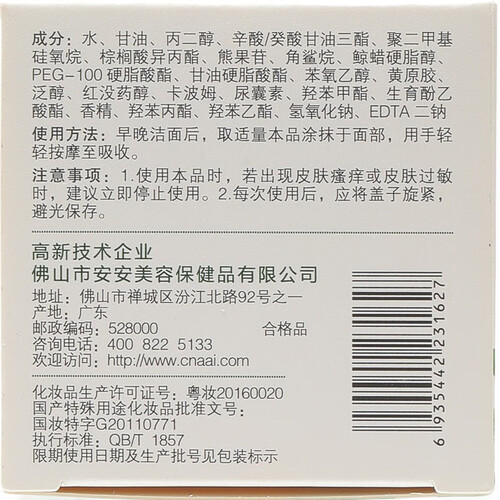 成分：水、甘油、丙二醇、辛酸/癸酸甘油三酯、聚二甲基
硅氧烷、棕榈酸异丙酯、熊果苷、角鲨烷、鲸蜡硬脂醇、
PEG-100硬脂酸酯、甘油硬脂酸酯、苯氧乙醇、黄原胶、
泛醇、红没药醇、卡波姆、尿囊素、羟苯甲酯、生育酚乙
酸酯、香精、羟苯丙酯、羟苯乙酯、氢氧化钠、EDTA 二钠
使用方法：早晚洁面后、取适量本品涂抹于面部，用手轻
轻按摩至吸收。
注意事项：1.使用本品时，若出现皮肤瘙痒或皮肤过敏
时，建议立即停止使用。2.每次使用后，应将盖子旋紧，
避光保存。
高新技术企业
佛山市安安美容保健品有限公司
地址：佛山市禅城区汾江北路92号之一
产地：广东
邮政编码：528000 合格品
咨询电话：400 822 5133
欢迎访问：http://www.cnaai.com
化妆品生产许可证号：粤妆20160020
国产特殊用途化妆品批准文号：
国妆特字G20110771
执行标准：QB/T 1857
限期使用日期及生产批号见包装标示
6 935442 231627